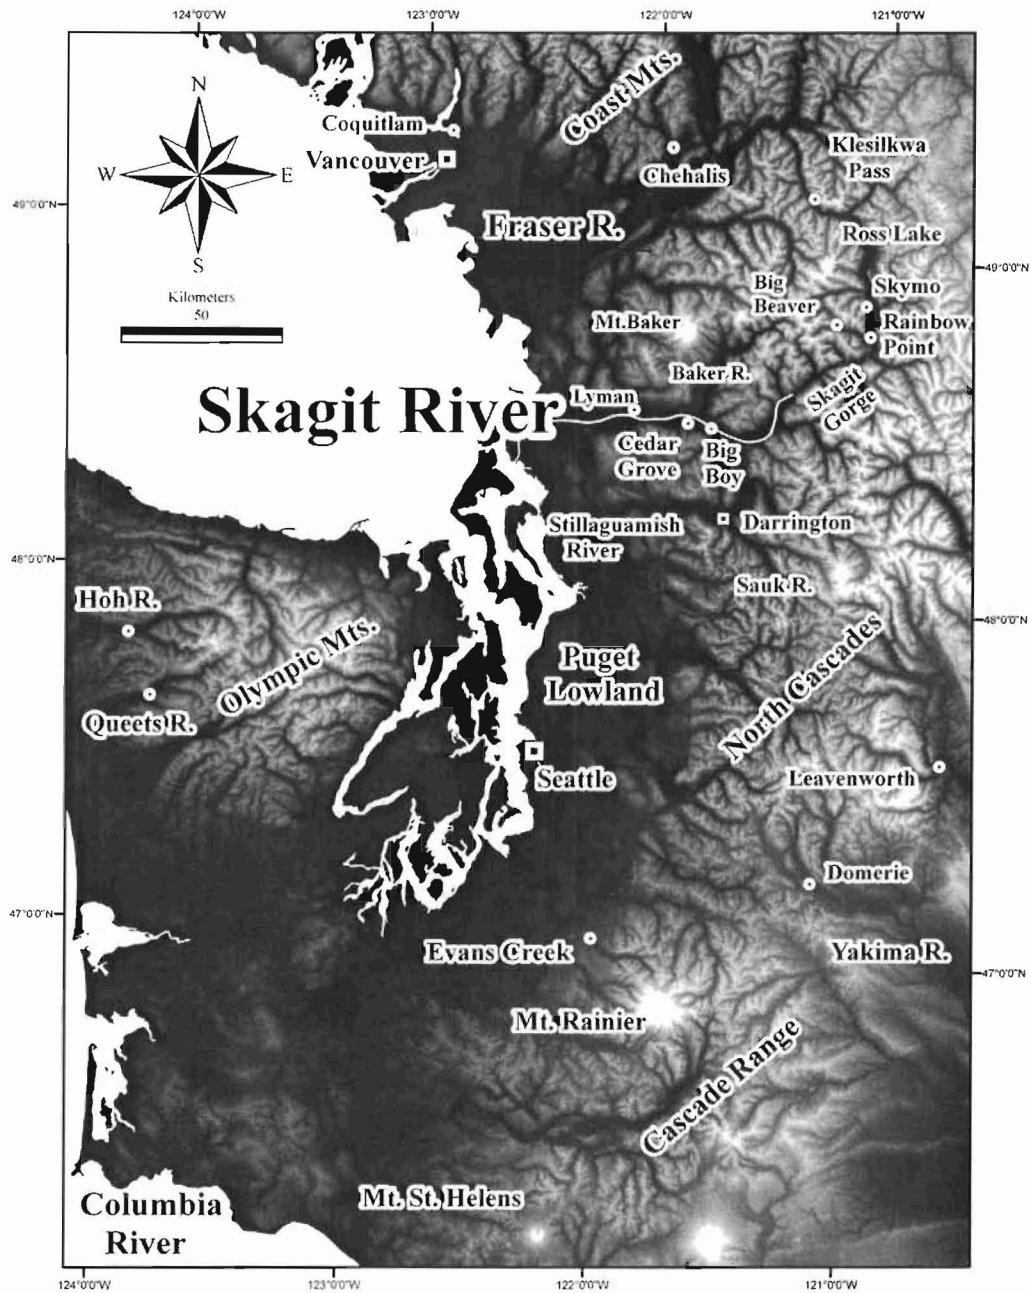 124°0'0"W 123°0'0"W 122°0'0"W 121°0'0"W
N
W E
S
Kilometers
50
Coast Mts.
Coquitlam
Vancouver
Chehalis
Klesilkwa
Pass
49°0'0"N
Fraser R.
Ross Lake
49°0'0"N
Big
Beaver
Skymo
Mt.Baker
Rainbow
Point
Baker R.
Skagit
Gorge
Lyman
Skagit River
Cedar
Grove
Big
Boy
Stillaguamish
River
Darrington
48°0'0"N
Sauk R.
Hoh R.
48°0'0"N
Olympic Mts.
North Cascades
Puget
Lowland
Queets R.
Seattle
Leavenworth
Domerie
47°0'0"N
Evans Creek
Yakima R.
47°0'0"N
Mt. Rainier
Cascade Range
Mt. St. Helens
Columbia
River
124°0'0"W 123°0'0"W 122°0'0"W 121°0'0"W